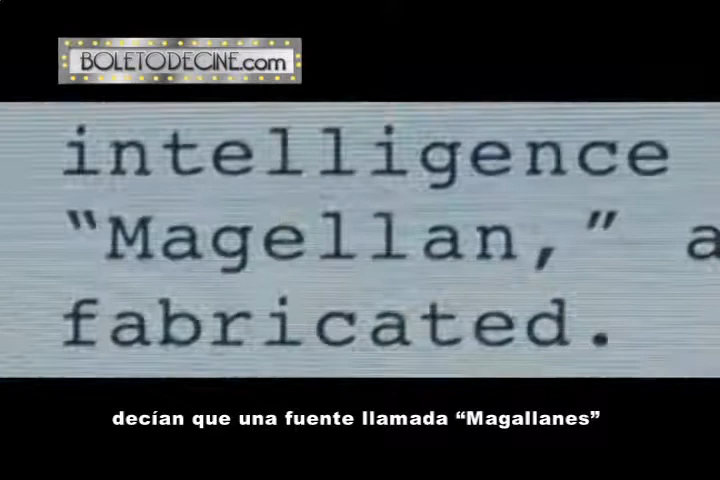 BOLETODECINE.com
intelligence
“Magellan,” a
fabricated.
decían que una fuente llamada “Magallanes”